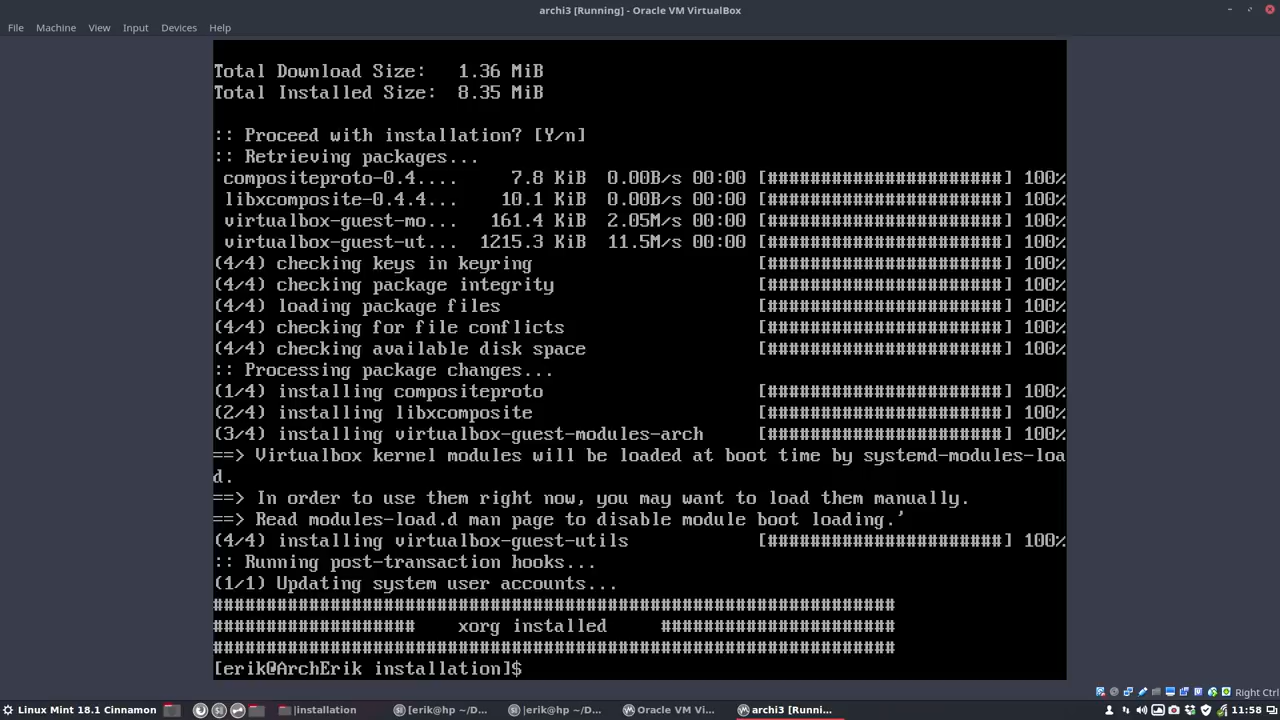 archi3 [Running] - Oracle VM VirtualBox
File Machine View Input Devices Help
Total Download Size: 1.36 MiB
Total Installed Size: 8.35 MiB
:: Proceed with installation? [Y/n]
:: Retrieving packages...
compositeproto-0.4.... 7.8 KiB 0.00B/s 00:00 [######################] 100%
libxcomposite-0.4.4... 10.1 KiB 0.00B/s 00:00 [######################] 100%
virtualbox-guest-mo... 161.4 KiB 2.05M/s 00:00 [######################] 100%
virtualbox-guest-ut... 1215.3 KiB 11.5M/s 00:00 [######################] 100%
(4/4) checking keys in keyring [######################] 100%
(4/4) checking package integrity [######################] 100%
(4/4) loading package files [######################] 100%
(4/4) checking for file conflicts [######################] 100%
(4/4) checking available disk space [######################] 100%
:: Processing package changes...
(1/4) installing compositeproto [######################] 100%
(2/4) installing libxcomposite [######################] 100%
(3/4) installing virtualbox-guest-modules-arch [######################] 100%
==> Virtualbox kernel modules will be loaded at boot time by systemd-modules-loa
d.
==> In order to use them right now, you may want to load them manually.
==> Read modules-load.d man page to disable module boot loading.'
(4/4) installing virtualbox-guest-utils [######################] 100%
:: Running post-transaction hooks...
(1/1) Updating system user accounts...
################################################################
################### xorg installed ######################
################################################################
[erik@ArchErik installation]$
Right Ctrl
Linux Mint 18.1 Cinnamon |installation [erik@hp ~/D... |erik@hp ~/D... Oracle VM Vi... archi3 [Runni... 11:58